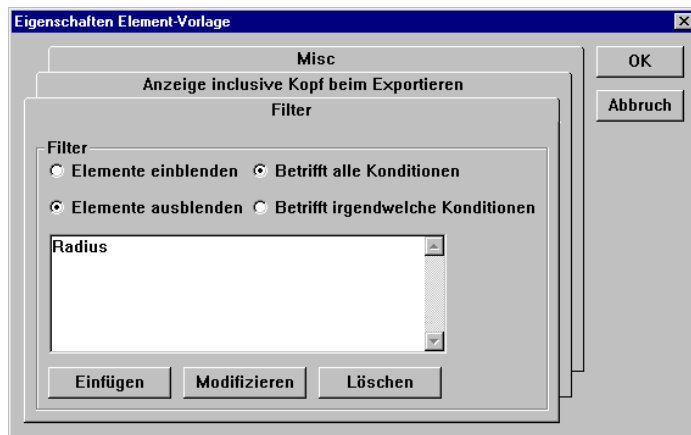 Eigenschaften Element-Vorlage
Misc
OK
Anzeige inclusive Kopf beim Exportieren
Abbruch
Filter
Filter
Elemente einblenden Betrifft alle Konditionen
Elemente ausblenden Betrifft irgendwelche Konditionen
Radius
Einfügen Modifizieren Löschen